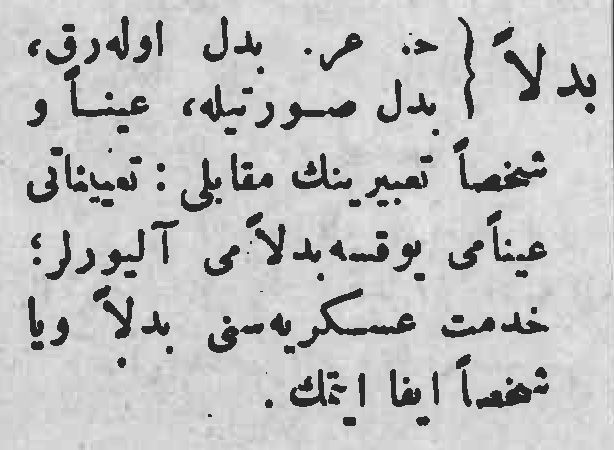 بدلاً { ح. عر. بدل اوله‌رق،
بدل صورتیله، عیناً و
شخصاً تعبیرینك مقابلی : تعییناتی
عیناًمی یوقسه بدلاًمی آلیورلر؛
خدمت عسکریه‌سنی بدلاً ویا
شخصاً ایفا ایتمك.